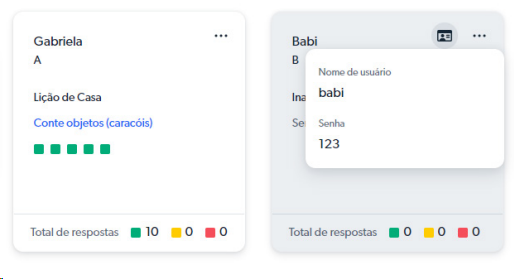 Gabriela
A
Lição de Casa
Conte objetos (caracóis)
Total de respostas 10 0 0
Babi
B
Nome de usuário
babi
Senha
123
Total de respostas 0 0 0